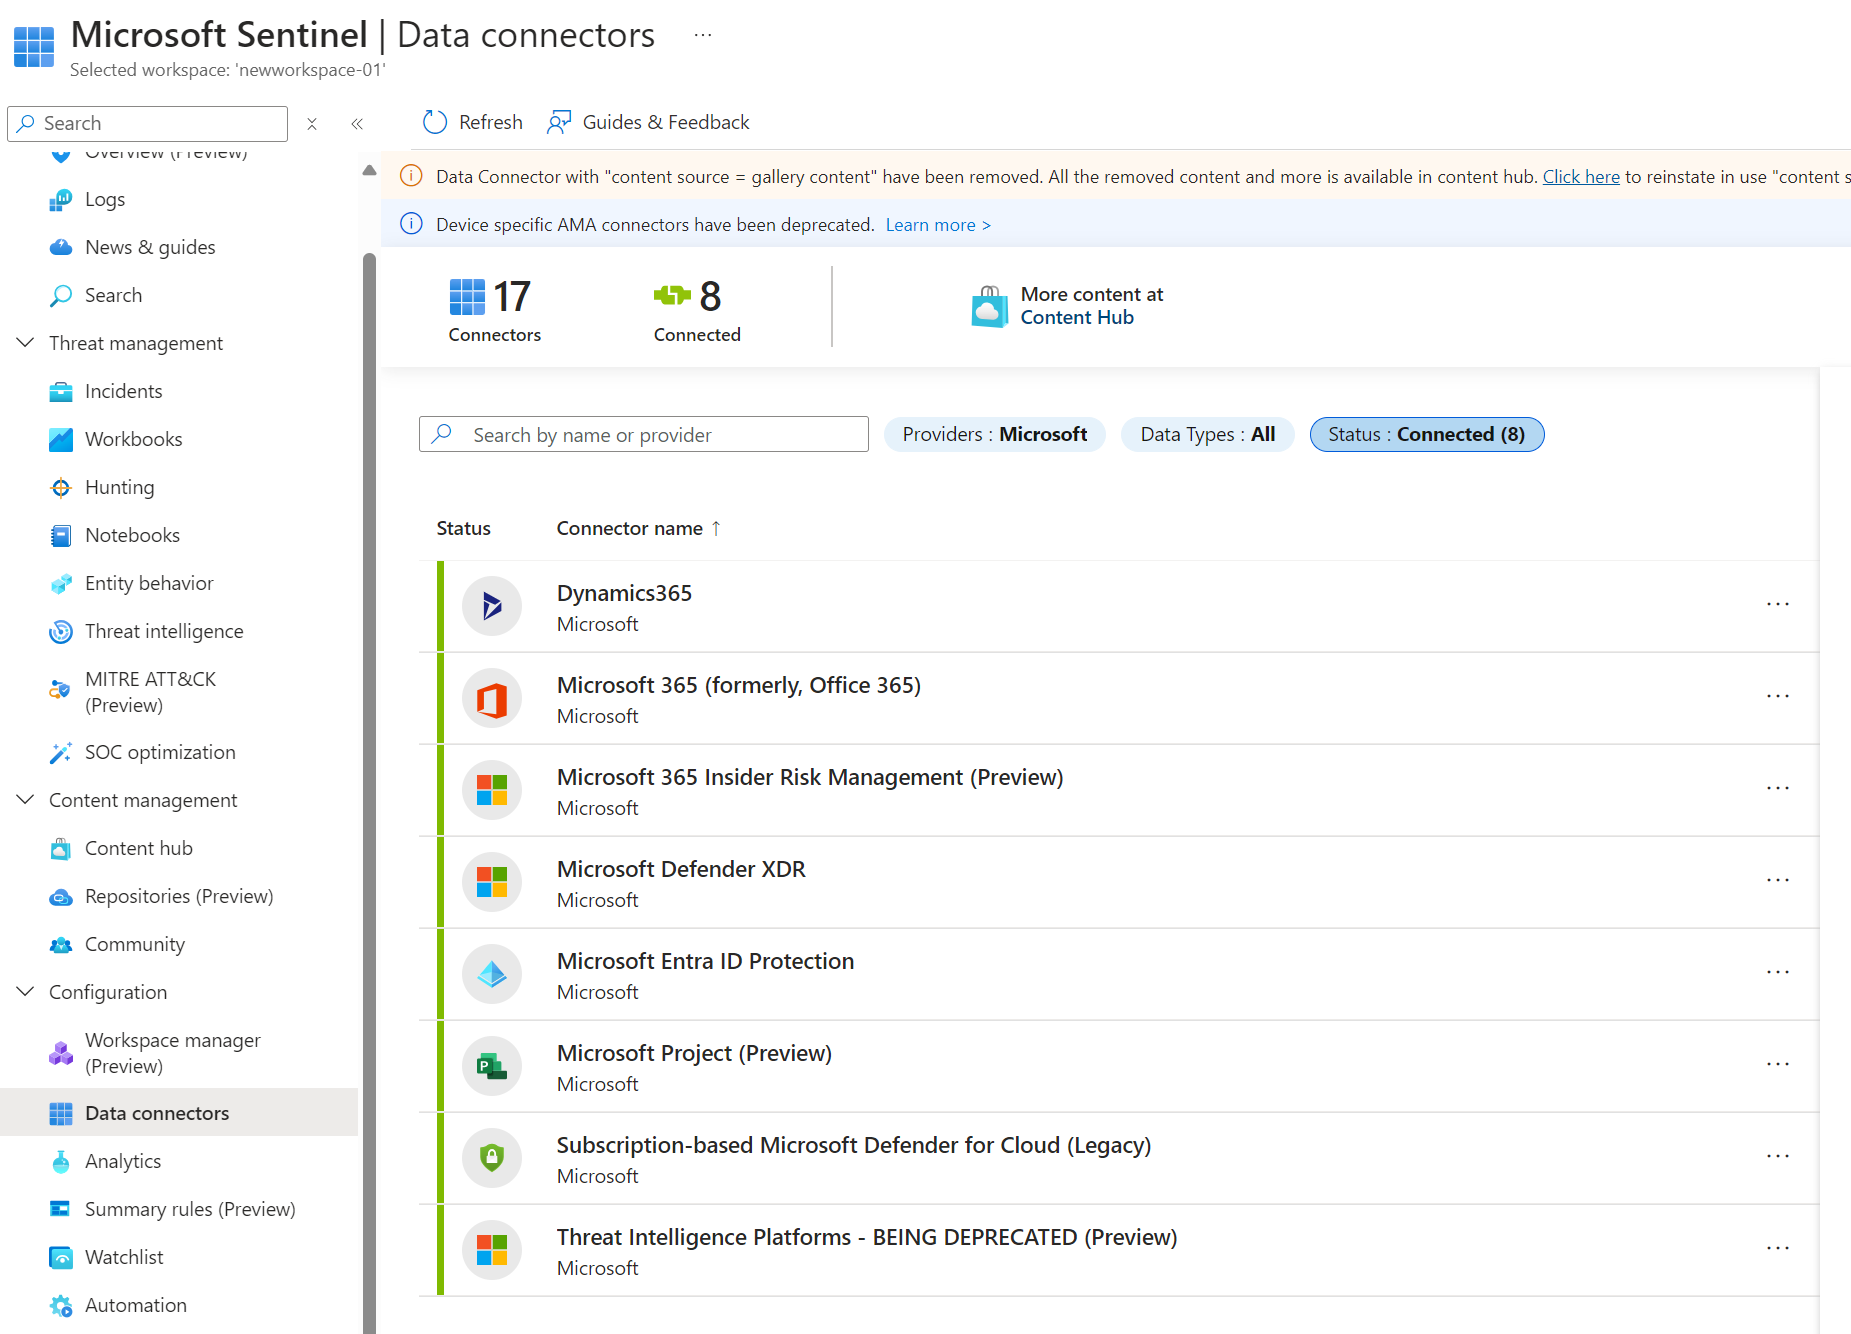 Microsoft Sentinel | Data connectors ...
Selected workspace: 'newworkspace-01'
Search
Overview (Preview)
Logs
News & guides
Search
Threat management
Incidents
Workbooks
Hunting
Notebooks
Entity behavior
Threat intelligence
MITRE ATT&CK
(Preview)
SOC optimization
Content management
Content hub
Repositories (Preview)
Community
Configuration
Workspace manager
(Preview)
Data connectors
Analytics
Summary rules (Preview)
Watchlist
Automation
Refresh
Guides & Feedback
Data Connector with "content source = gallery content" have been removed. All the removed content and more is available in content hub. Click here to reinstate in use "content s
Device specific AMA connectors have been deprecated. Learn more >
17
Connectors
8
Connected
More content at
Content Hub
Search by name or provider
Providers : Microsoft
Data Types : All
Status : Connected (8)
Status
Connector name ↑
Dynamics365
Microsoft
Microsoft 365 (formerly, Office 365)
Microsoft
Microsoft 365 Insider Risk Management (Preview)
Microsoft
Microsoft Defender XDR
Microsoft
Microsoft Entra ID Protection
Microsoft
Microsoft Project (Preview)
Microsoft
Subscription-based Microsoft Defender for Cloud (Legacy)
Microsoft
Threat Intelligence Platforms - BEING DEPRECATED (Preview)
Microsoft